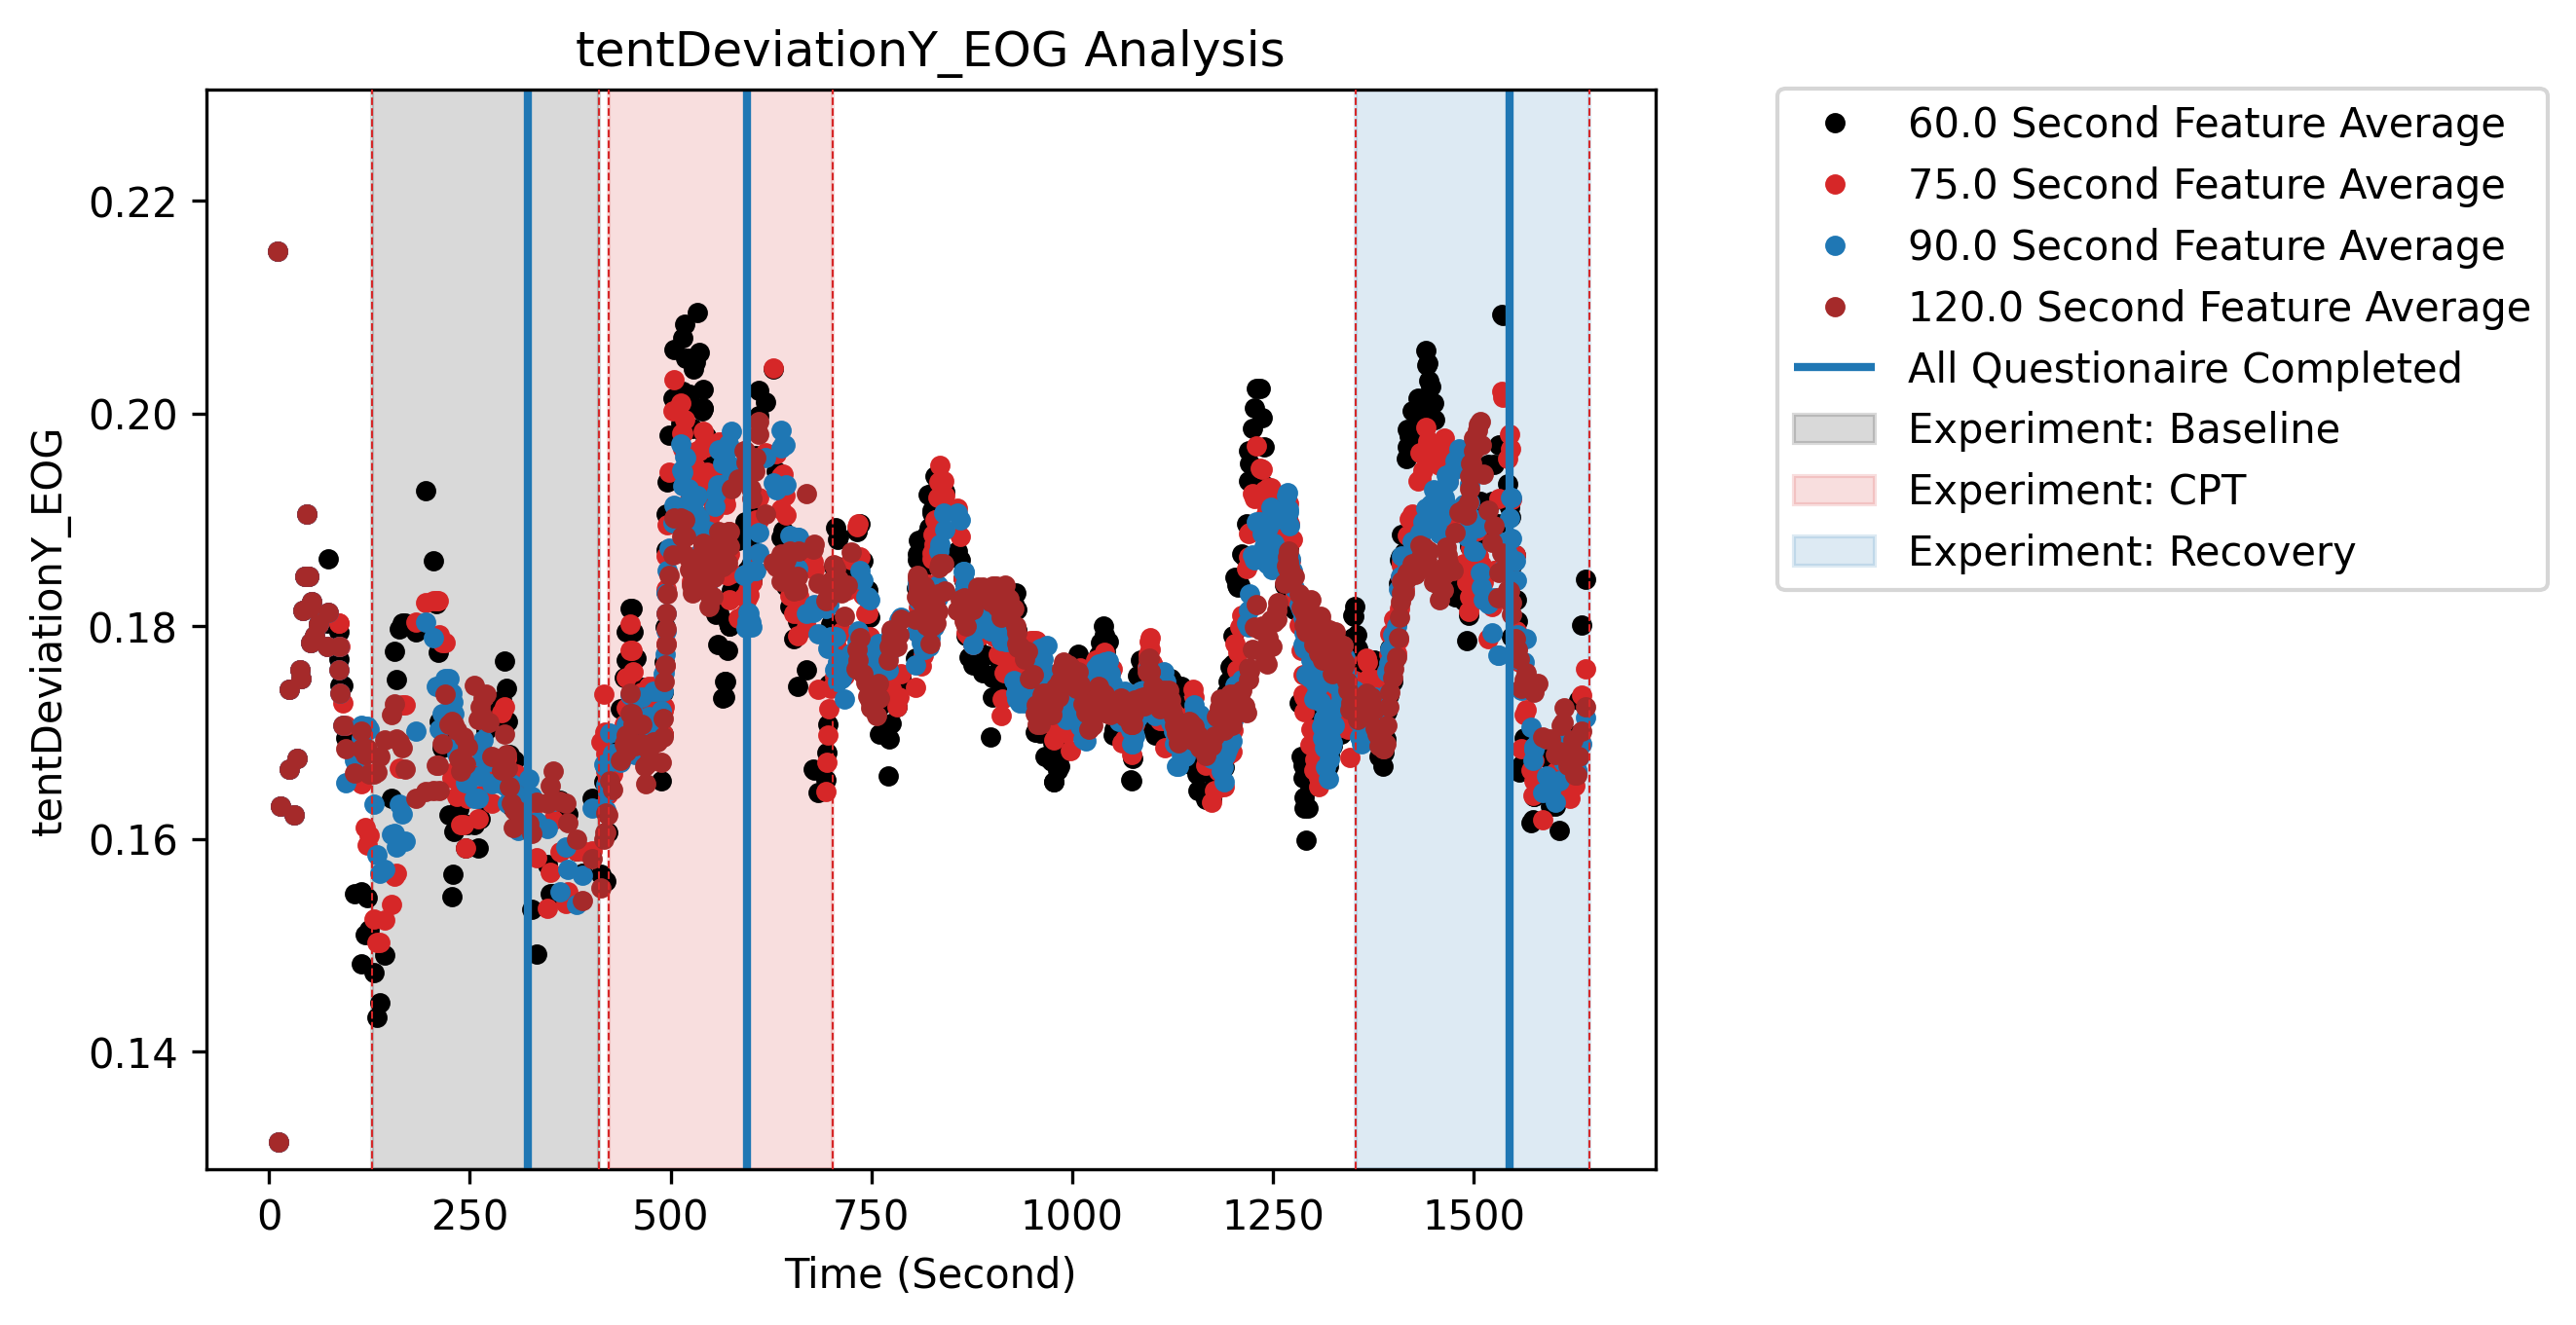 tentDeviationY_EOG Analysis
tentDeviationY_EOG
0.22
0.20
0.18
0.16
0.14
0
250
500
750
1000
1250
1500
Time (Second)
60.0 Second Feature Average
75.0 Second Feature Average
90.0 Second Feature Average
120.0 Second Feature Average
All Questionaire Completed
Experiment: Baseline
Experiment: CPT
Experiment: Recovery